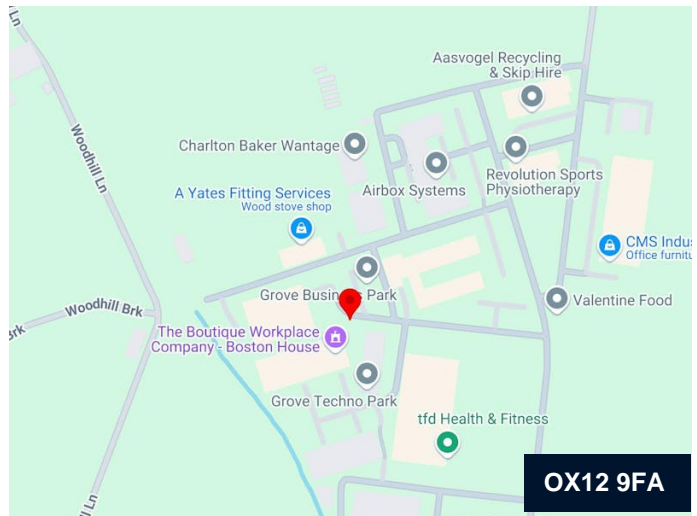 Ln
Woodhill Ln
Aasvogel Recycling
& Skip Hire
Charlton Baker Wantage
Airbox Systems
Revolution Sports
Physiotherapy
A Yates Fitting Services
Wood stove shop
CMS Indus
Office furnitu
Grove Business Park
Woodhill Brk
Brk
Valentine Food
The Boutique Workplace
Company - Boston House
Grove Techno Park
tfd Health & Fitness
OX12 9FA
Ln